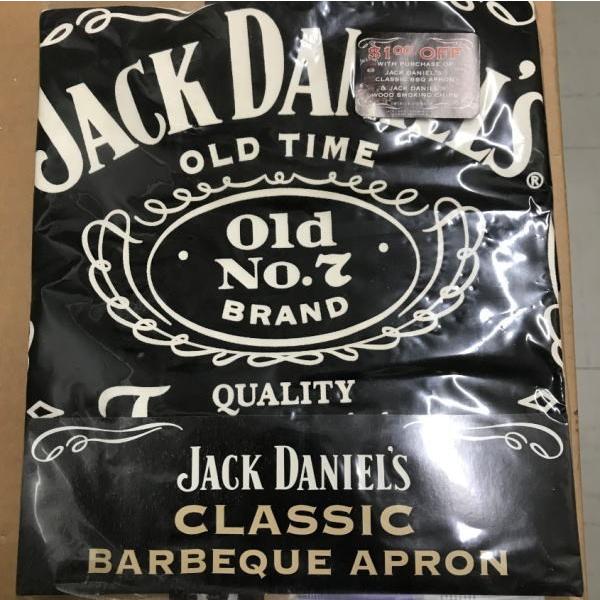 JACK DANIEL'S
$1.00 OFF
WITH PURCHASE OF
JACK DANIEL'S
CLASSIC BBQ APRON
& JACK DANIEL'S
WOOD SMOKING CHIPS
®
OLD TIME
Old
No.7
BRAND
QUALITY
T
JACK DANIEL'S
CLASSIC
BARBEQUE APRON